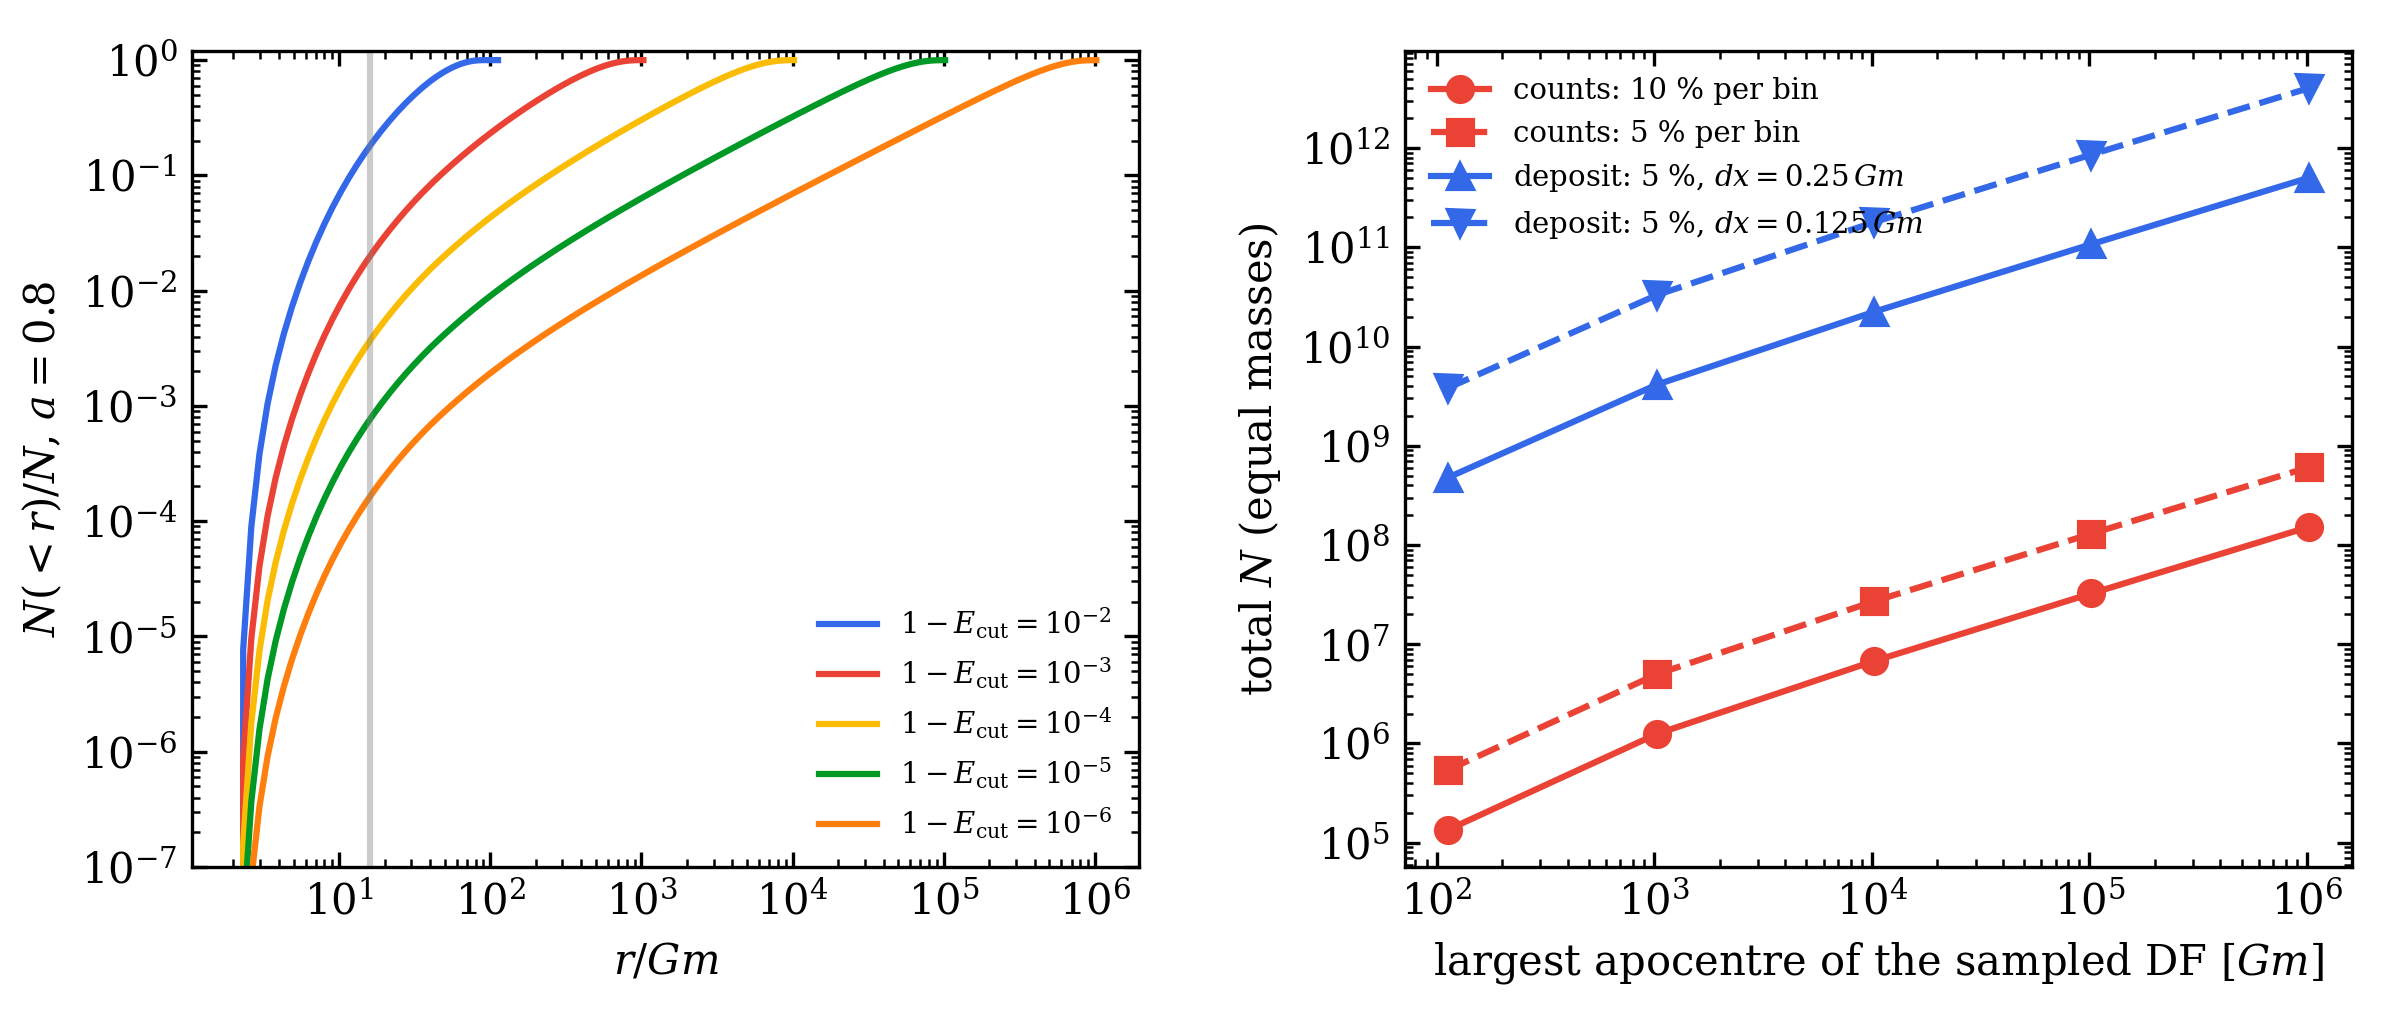 10^0
10^{-1}
10^{-2}
10^{-3}
10^{-4}
10^{-5}
10^{-6}
10^{-7}
N(< r)/N, a = 0.8
1 − E_cut = 10^{-2}
1 − E_cut = 10^{-3}
1 − E_cut = 10^{-4}
1 − E_cut = 10^{-5}
1 − E_cut = 10^{-6}
10^1 10^2 10^3 10^4 10^5 10^6
r/Gm
counts: 10 % per bin
counts: 5 % per bin
deposit: 5 %, dx = 0.25 Gm
deposit: 5 %, dx = 0.125 Gm
10^{12}
10^{11}
10^{10}
10^9
10^8
10^7
10^6
10^5
total N (equal masses)
10^2 10^3 10^4 10^5 10^6
largest apocentre of the sampled DF [Gm]